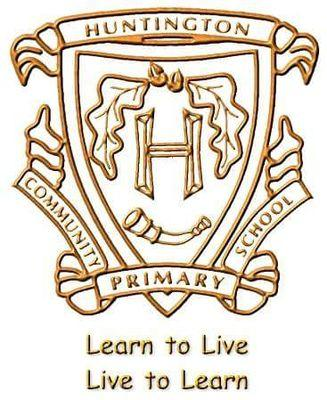 HUNTINGTON
H
COMMUNITY
PRIMARY
SCHOOL
Learn to Live
Live to Learn